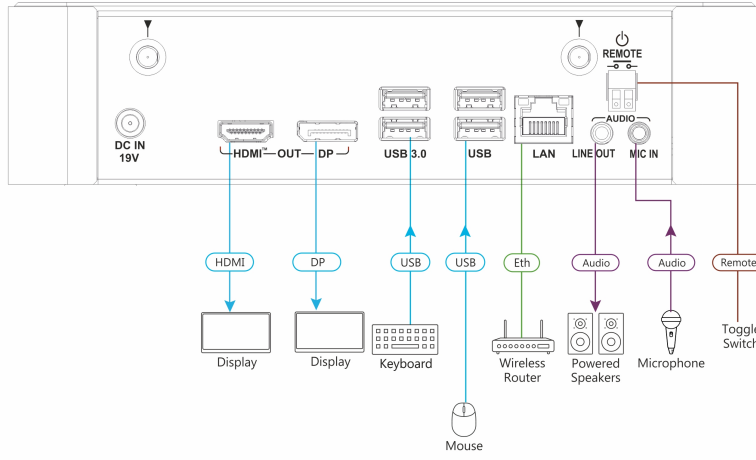 REMOTE
AUDIO
DC IN
19V
HDMI™ OUT DP
USB 3.0
USB
LAN
LINE OUT
MIC IN
HDMI
DP
USB
USB
Eth
Audio
Audio
Remote
Display
Display
Keyboard
Wireless
Router
Powered
Speakers
Microphone
Toggle
Switch
Mouse